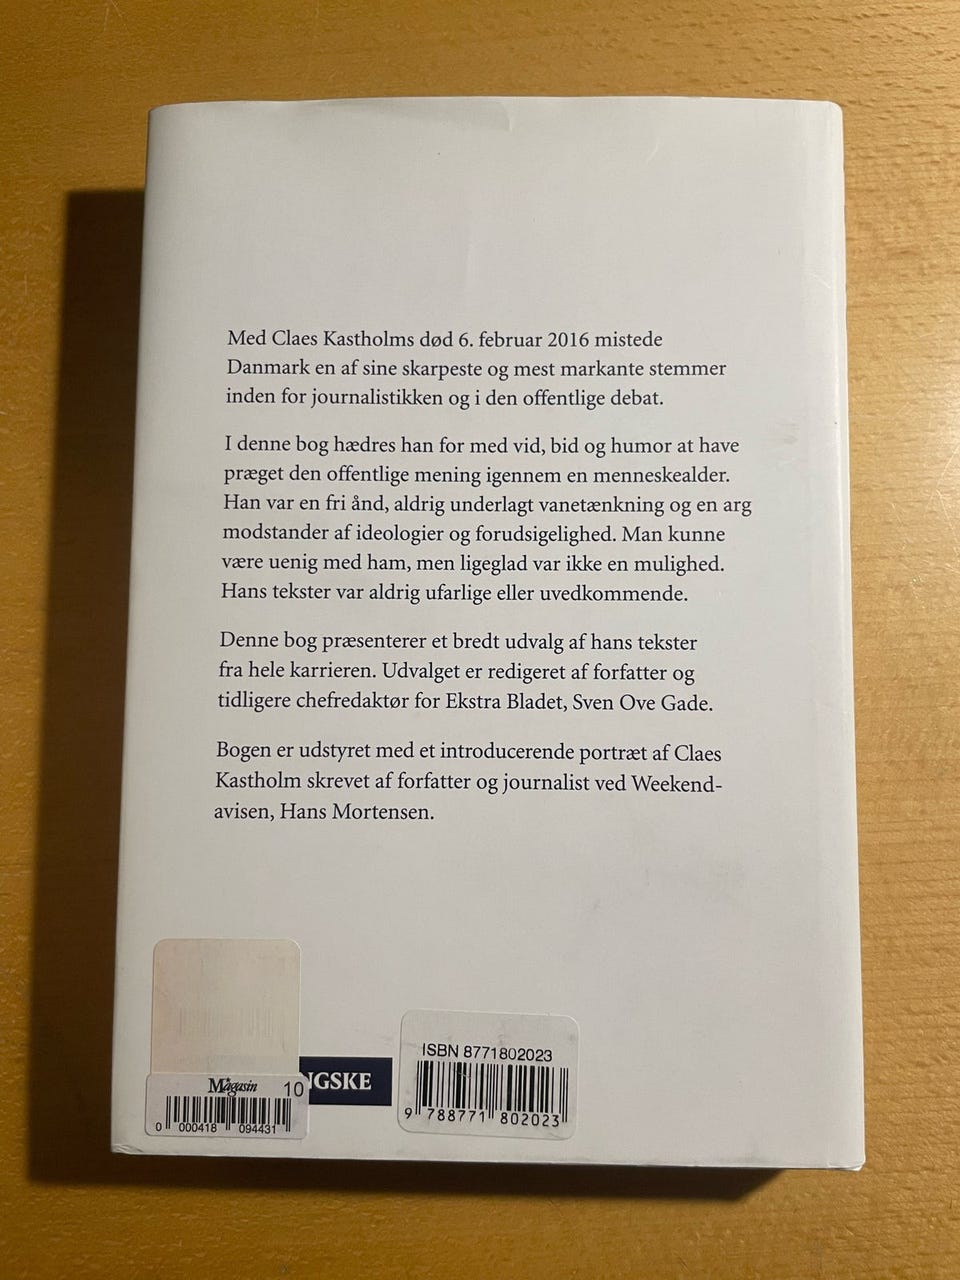 Med Claes Kastholms død 6. februar 2016 mistede
Danmark en af sine skarpeste og mest markante stemmer
inden for journalistikken og i den offentlige debat.
I denne bog hædres han for med vid, bid og humor at have
præget den offentlige mening igennem en menneskealder.
Han var en fri ånd, aldrig underlagt vanetænkning og en arg
modstander af ideologier og forudsigelighed. Man kunne
være uenig med ham, men ligeglad var ikke en mulighed.
Hans tekster var aldrig ufarlige eller uvedkommende.
Denne bog præsenterer et bredt udvalg af hans tekster
fra hele karrieren. Udvalget er redigeret af forfatter og
tidligere chefredaktør for Ekstra Bladet, Sven Ove Gade.
Bogen er udstyret med et introducerende portræt af Claes
Kastholm skrevet af forfatter og journalist ved Weekend-
avisen, Hans Mortensen.
Magasin 10
0 000418 094431
NGSKE
ISBN 8771802023
9 788771 802023